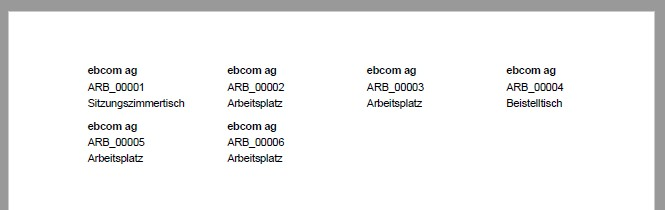 ebcom ag
ARB_00001
Sitzungszimmertisch
ebcom ag
ARB_00002
Arbeitsplatz
ebcom ag
ARB_00003
Arbeitsplatz
ebcom ag
ARB_00004
Beistelltisch
ebcom ag
ARB_00005
Arbeitsplatz
ebcom ag
ARB_00006
Arbeitsplatz